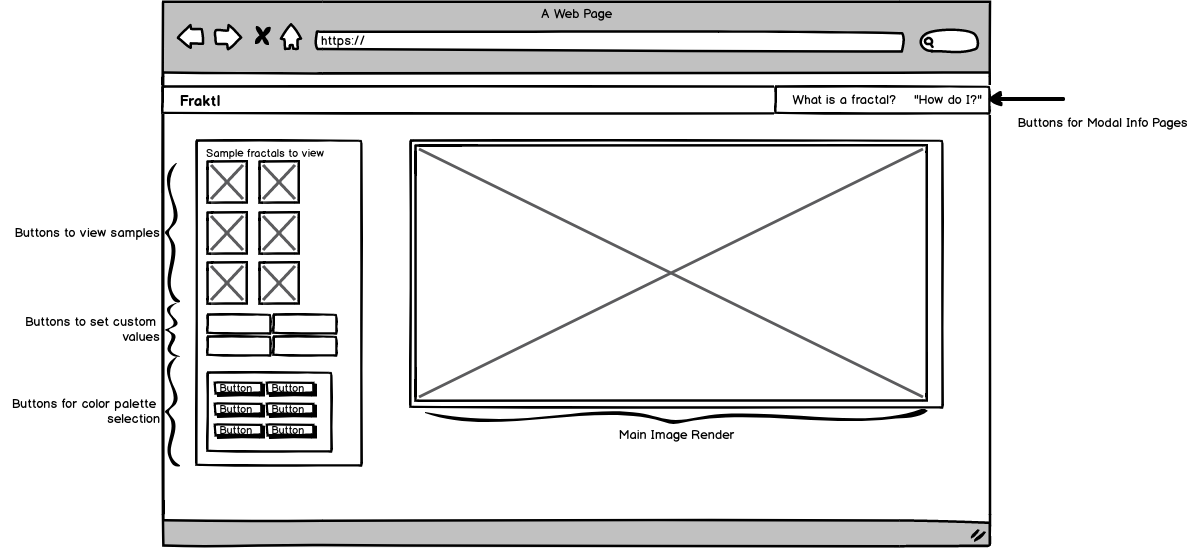 A Web Page
https://
Fraktl
What is a fractal?
"How do I?"
Buttons for Modal Info Pages
Sample fractals to view
Buttons to view samples
Buttons to set custom
values
Buttons for color palette
selection
Button Button
Button Button
Button Button
Main Image Render